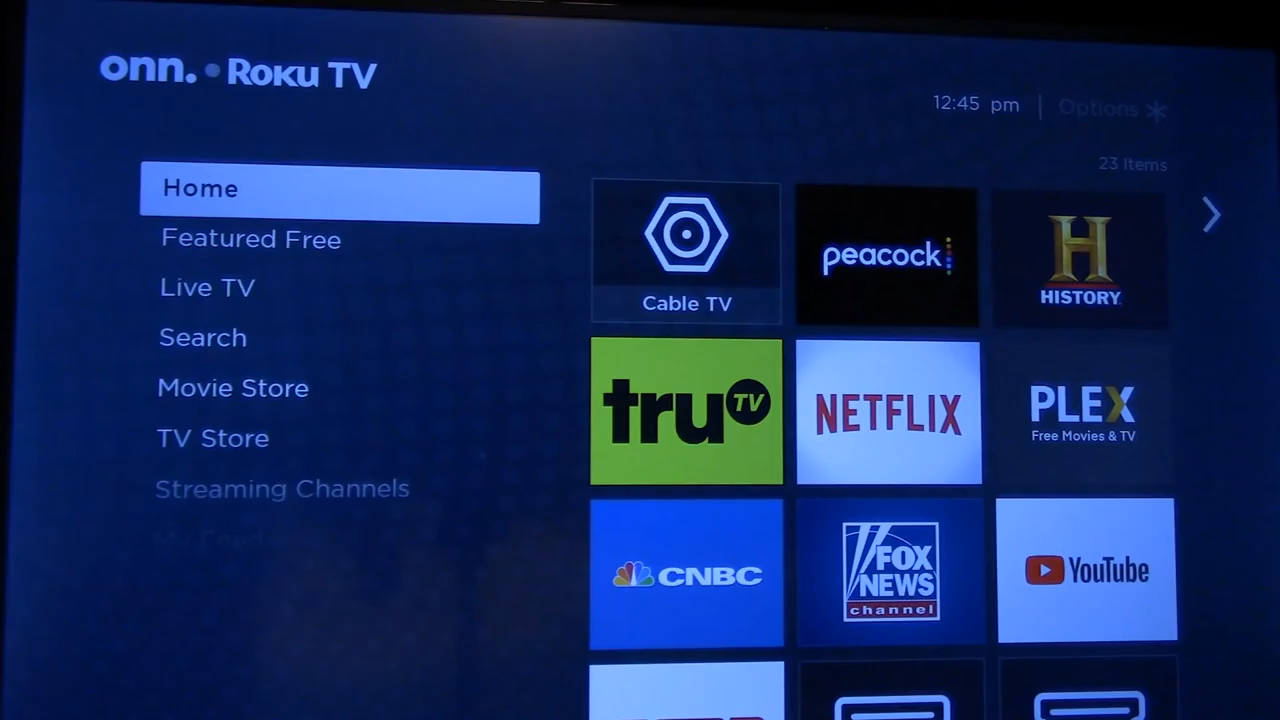 onn. • Roku TV
12:45 pm | Options
23 Items
Home
Featured Free
Live TV
Search
Movie Store
TV Store
Streaming Channels
Cable TV
peacock
H
HISTORY
tru TV
NETFLIX
PLEX
Free Movies & TV
CNBC
FOX
NEWS
channel
YouTube